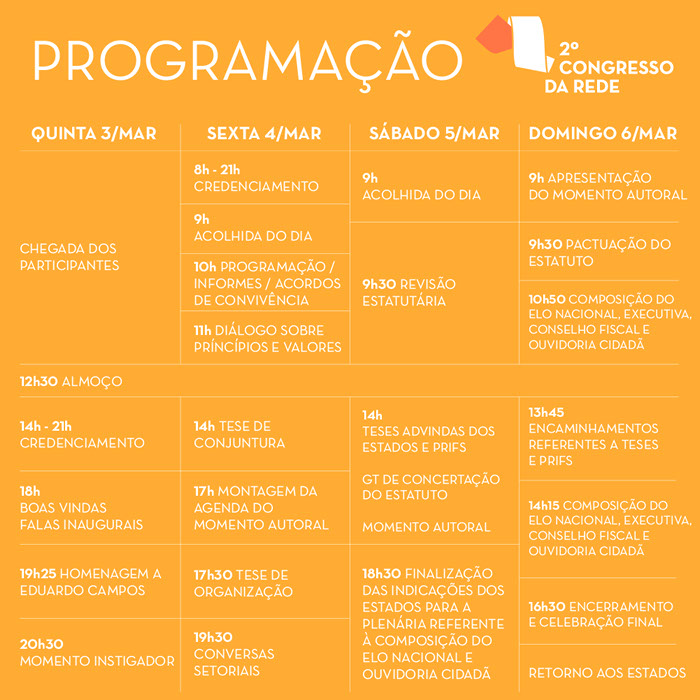 PROGRAMAÇÃO
2º
CONGRESSO
DA REDE
QUINTA 3/MAR
CHEGADA DOS
PARTICIPANTES
SEXTA 4/MAR
8h - 21h
CREDENCIAMENTO
9h
ACOLHIDA DO DIA
10h PROGRAMAÇÃO /
INFORMES / ACORDOS
DE CONVIVÊNCIA
11h DIÁLOGO SOBRE
PRÍNCIPIOS E VALORES
SÁBADO 5/MAR
9h
ACOLHIDA DO DIA
9h30 REVISÃO
ESTATUTÁRIA
DOMINGO 6/MAR
9h APRESENTAÇÃO
DO MOMENTO AUTORAL
9h30 PACTUAÇÃO DO
ESTATUTO
10h50 COMPOSIÇÃO DO
ELO NACIONAL, EXECUTIVA,
CONSELHO FISCAL E
OUVIDORIA CIDADÃ
12h30 ALMOÇO
14h - 21h
CREDENCIAMENTO
18h
BOAS VINDAS
FALAS INAUGURAIS
19h25 HOMENAGEM A
EDUARDO CAMPOS
20h30
MOMENTO INSTIGADOR
14h TESE DE
CONJUNTURA
17h MONTAGEM DA
AGENDA DO
MOMENTO AUTORAL
17h30 TESE DE
ORGANIZAÇÃO
19h30
CONVERSAS
SETORIAIS
14h
TESES ADVINDAS DOS
ESTADOS E PRIFS
GT DE CONCERTAÇÃO
DO ESTATUTO
MOMENTO AUTORAL
18h30 FINALIZAÇÃO
DAS INDICAÇÕES DOS
ESTADOS PARA A
PLENÁRIA REFERENTE
À COMPOSIÇÃO DO
ELO NACIONAL E
OUVIDORIA CIDADÃ
13h45
ENCAMINHAMENTOS
REFERENTES A TESES
E PRIFS
14h15 COMPOSIÇÃO DO
ELO NACIONAL, EXECUTIVA,
CONSELHO FISCAL E
OUVIDORIA CIDADÃ
16h30 ENCERRAMENTO
E CELEBRAÇÃO FINAL
RETORNO AOS ESTADOS